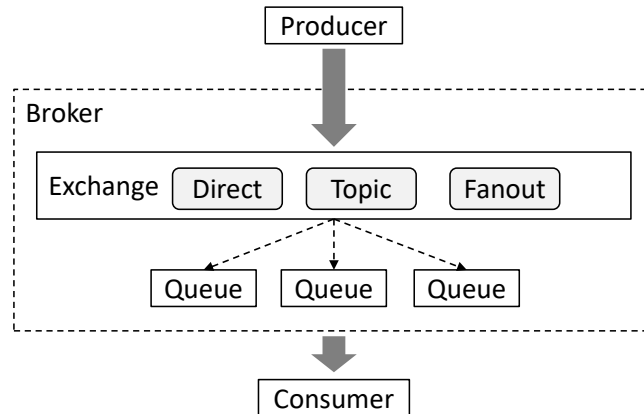 Producer
Broker
Exchange Direct Topic Fanout
Queue Queue Queue
Consumer